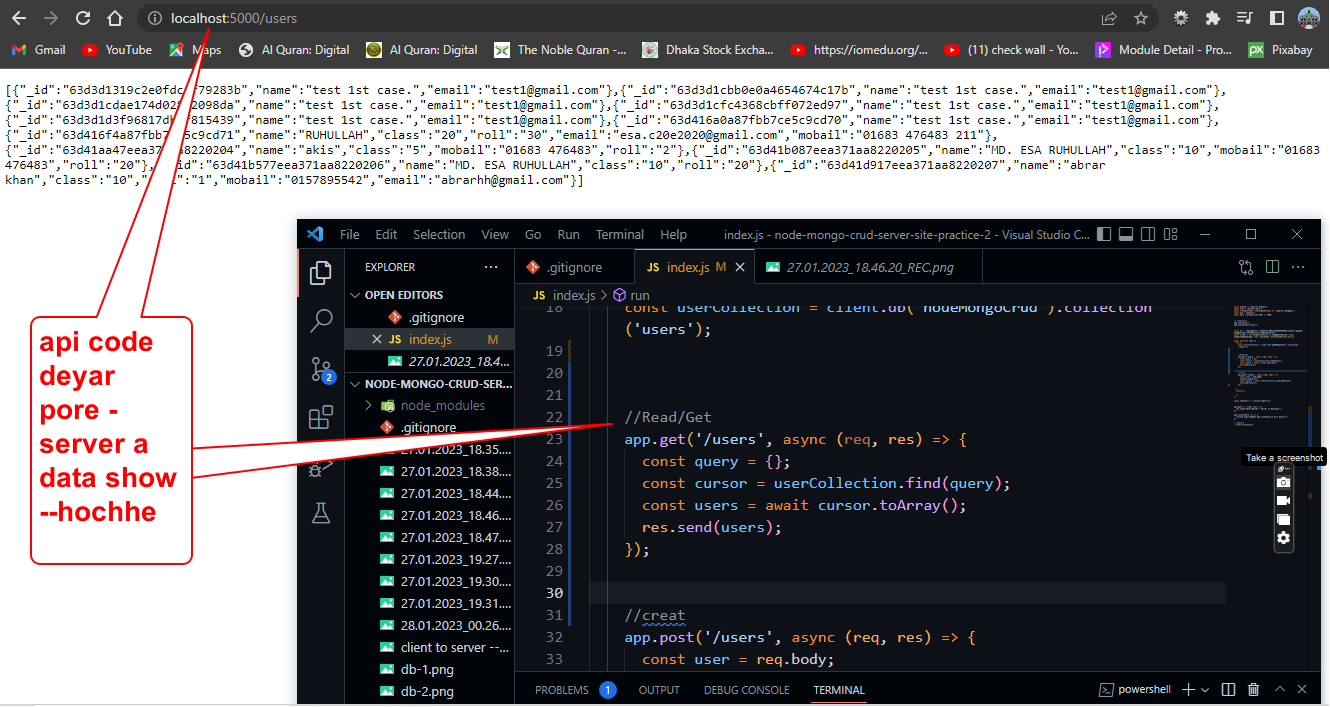 localhost:5000/users
Gmail YouTube Maps Al Quran: Digital Al Quran: Digital The Noble Quran -... Dhaka Stock Excha... https://iomedu.org/... (11) check wall - Yo... Module Detail - Pro... Pixabay
[{"_id":"63d3d1319c2e0fdc 79283b","name":"test 1st case.","email":"test1@gmail.com"},{"_id":"63d3d1cbb0e0a4654674c17b","name":"test 1st case.","email":"test1@gmail.com"},
{"_id":"63d3d1cdae174d02 2098da","name":"test 1st case.","email":"test1@gmail.com"},{"_id":"63d3d1cfc4368cbff072ed97","name":"test 1st case.","email":"test1@gmail.com"},
{"_id":"63d3d1d3f96817d 815439","name":"test 1st case.","email":"test1@gmail.com"},{"_id":"63d416a0a87fbb7ce5c9cd70","name":"test 1st case.","email":"test1@gmail.com"},
{"_id":"63d416f4a87fbb7 5c9cd71","name":"RUHULLAH","class":"20","roll":"30","email":"esa.c20e2020@gmail.com","mobail":"01683 476483 211"},
{"_id":"63d41aa47eea371aa8220204","name":"akis","class":"5","mobail":"01683 476483","roll":"2"},{"_id":"63d41b087eea371aa8220205","name":"MD. ESA RUHULLAH","class":"10","mobail":"01683
476483","roll":"20"}, _id":"63d41b577eea371aa8220206","name":"MD. ESA RUHULLAH","class":"10","roll":"20"},{"_id":"63d41d917eea371aa8220207","name":"abrar
khan","class":"10", :"1","mobail":"0157895542","email":"abrarhh@gmail.com"}]
api code
deyar
pore -
server a
data show
--hochhe
File Edit Selection View Go Run Terminal Help index.js - node-mongo-crud-server-site-practice-2 - Visual Studio C...
EXPLORER ...
OPEN EDITORS
.gitignore
JS index.js M
27.01.2023_18.4...
2
NODE-MONGO-CRUD-SER...
node_modules
.gitignore
27.01.2023_18.35....
27.01.2023_18.38....
27.01.2023_18.44....
27.01.2023_18.46....
27.01.2023_18.47....
27.01.2023_19.27....
27.01.2023_19.30....
27.01.2023_19.31....
28.01.2023_00.26....
client to server --...
db-1.png
db-2.png
.gitignore JS index.js M 27.01.2023_18.46.20_REC.png
JS index.js > run
18 const userCollection = client.db('nodeMongoCrud').collection
('users');
19
20
21
22 //Read/Get
23 app.get('/users', async (req, res) => {
24 const query = {};
25 const cursor = userCollection.find(query);
26 const users = await cursor.toArray();
27 res.send(users);
28 });
29
30
31 //creat
32 app.post('/users', async (req, res) => {
33 const user = req.body;
Take a screenshot
PROBLEMS 1 OUTPUT DEBUG CONSOLE TERMINAL powershell